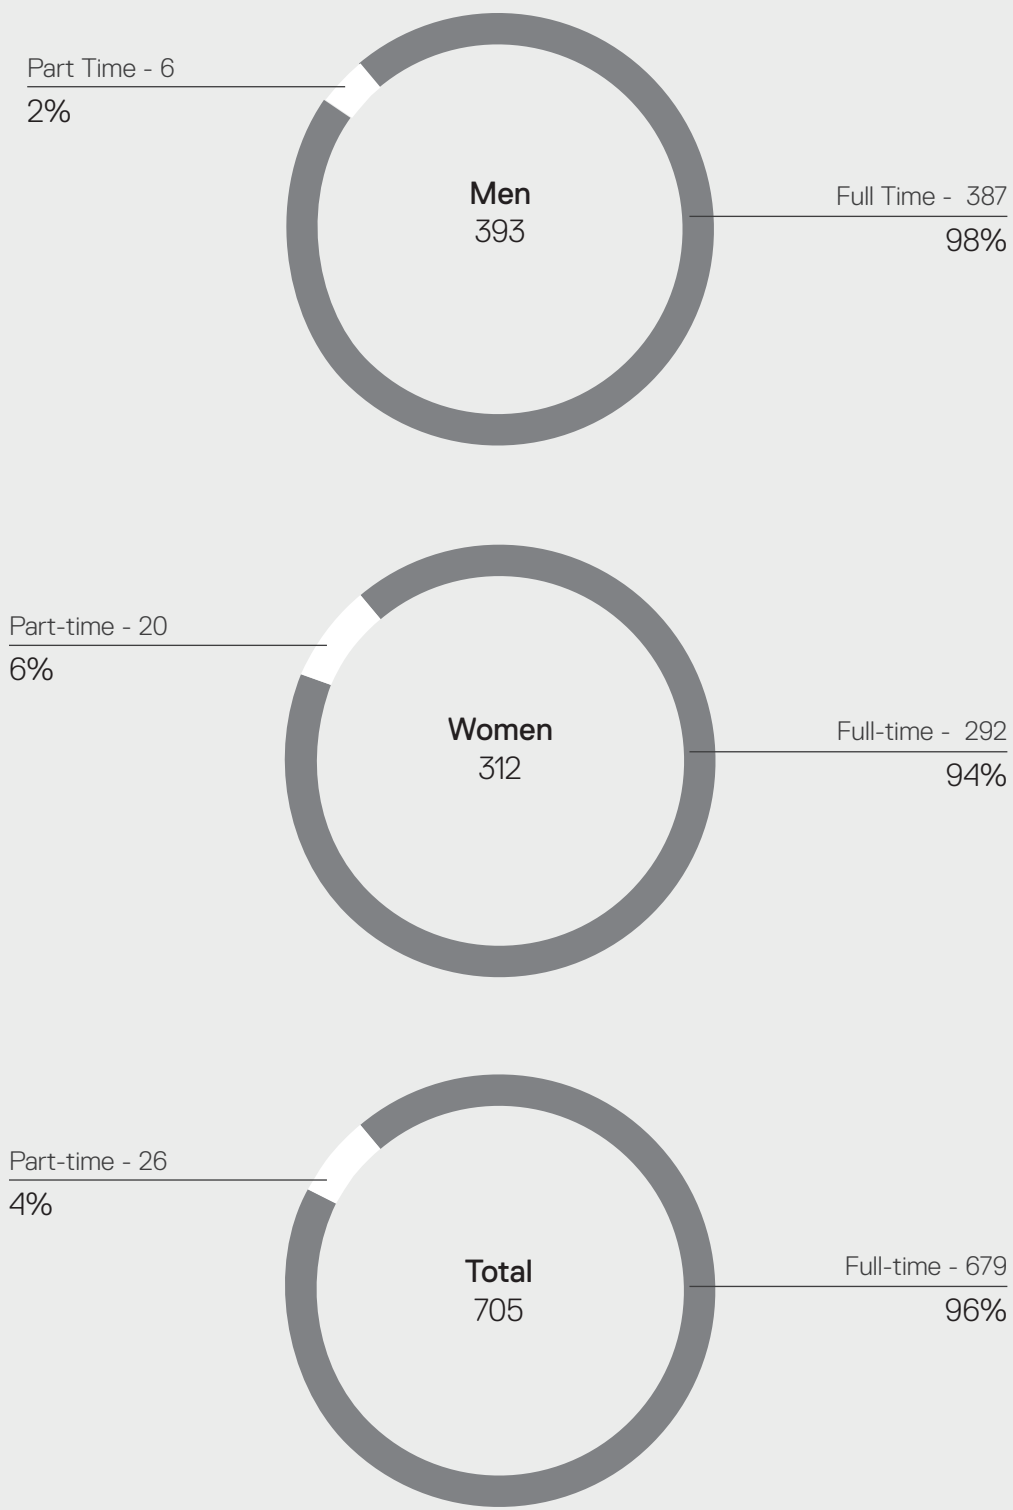 Part Time - 6
2%
Men
393
Full Time -  387
98%
Part-time - 20
6%
Women
312
Full-time -  292
94%
Part-time - 26
4%
Total
705
Full-time - 679
96%